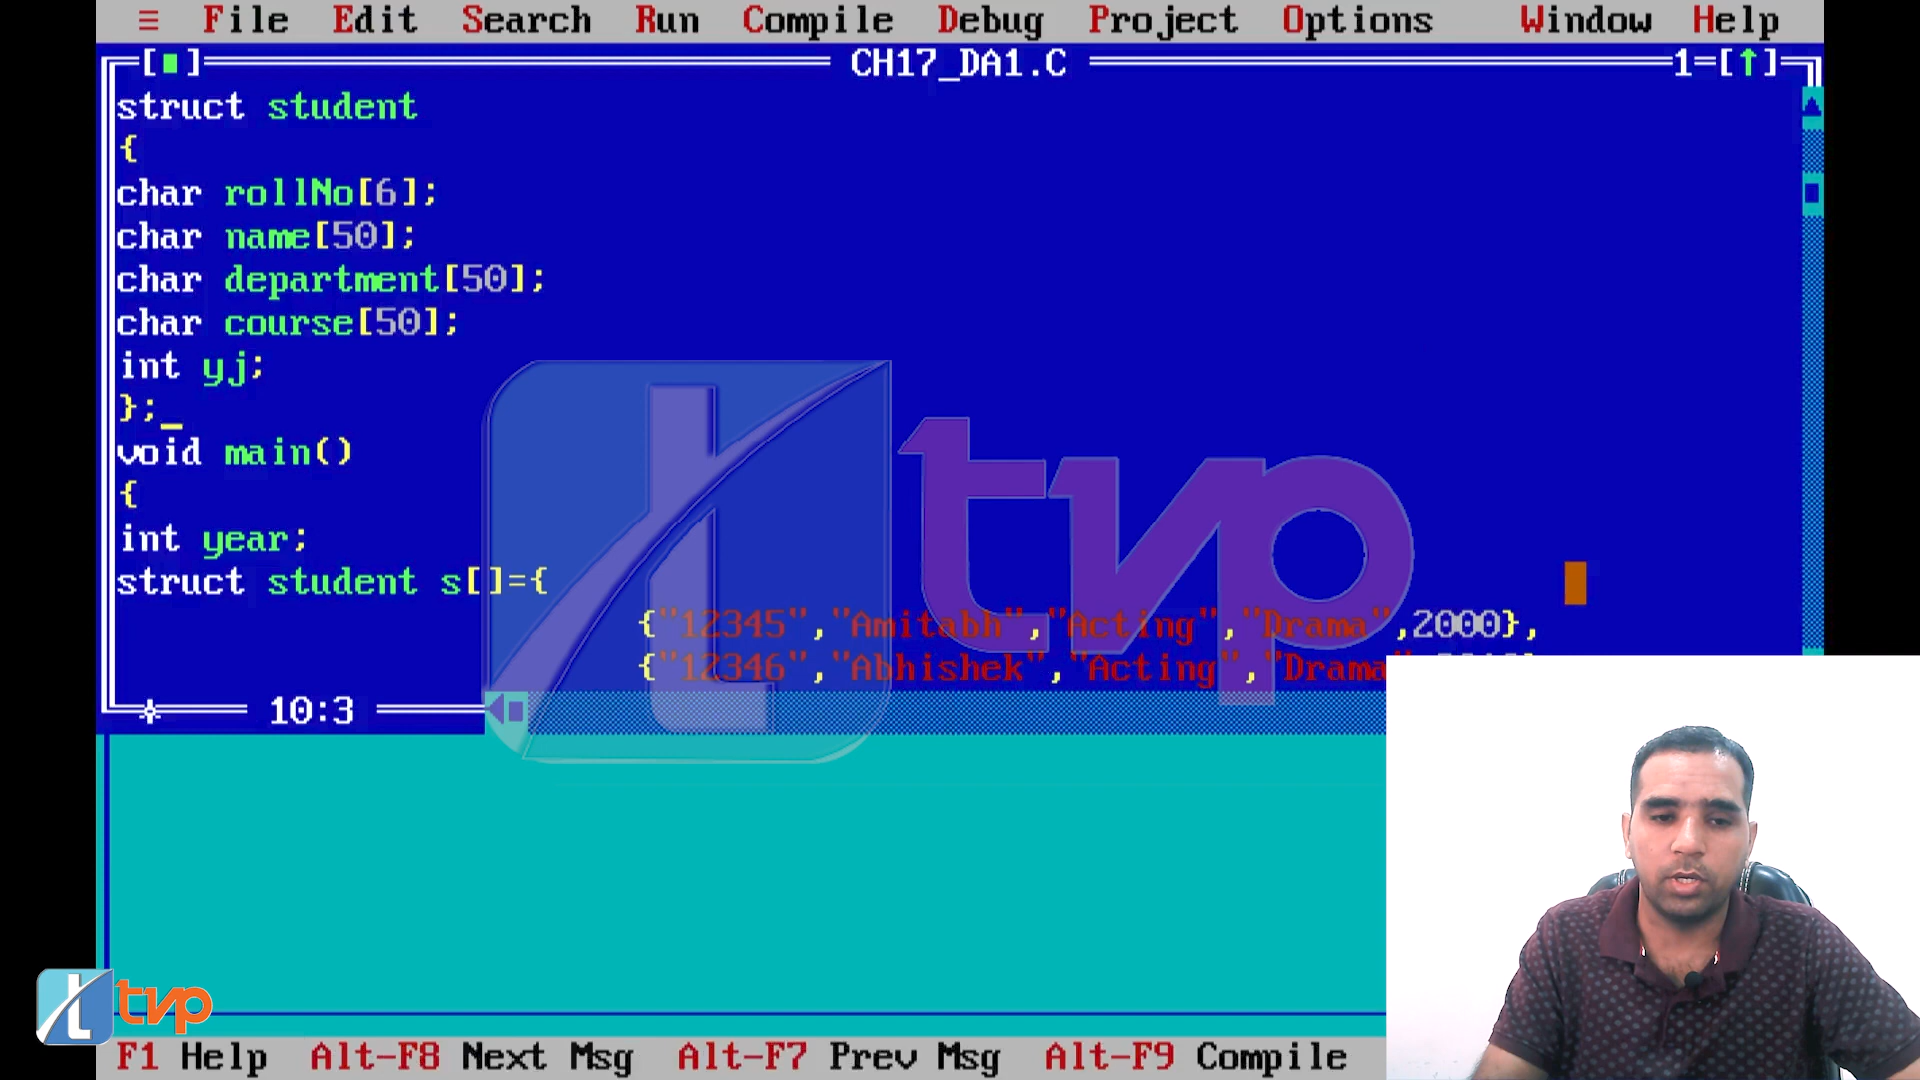 ≡ File Edit Search Run Compile Debug Project Options Window Help
[■] CH17_DA1.C 1=[↑]
struct student
{
char rollNo[6];
char name[50];
char department[50];
char course[50];
int yj;
};_
void main()
{
int year;
struct student s[]={
{"12345","Amitabh","Acting","Drama",2000},
{"12346","Abhishek","Acting","Drama
10:3
tvp
tvp
F1 Help Alt-F8 Next Msg Alt-F7 Prev Msg Alt-F9 Compile